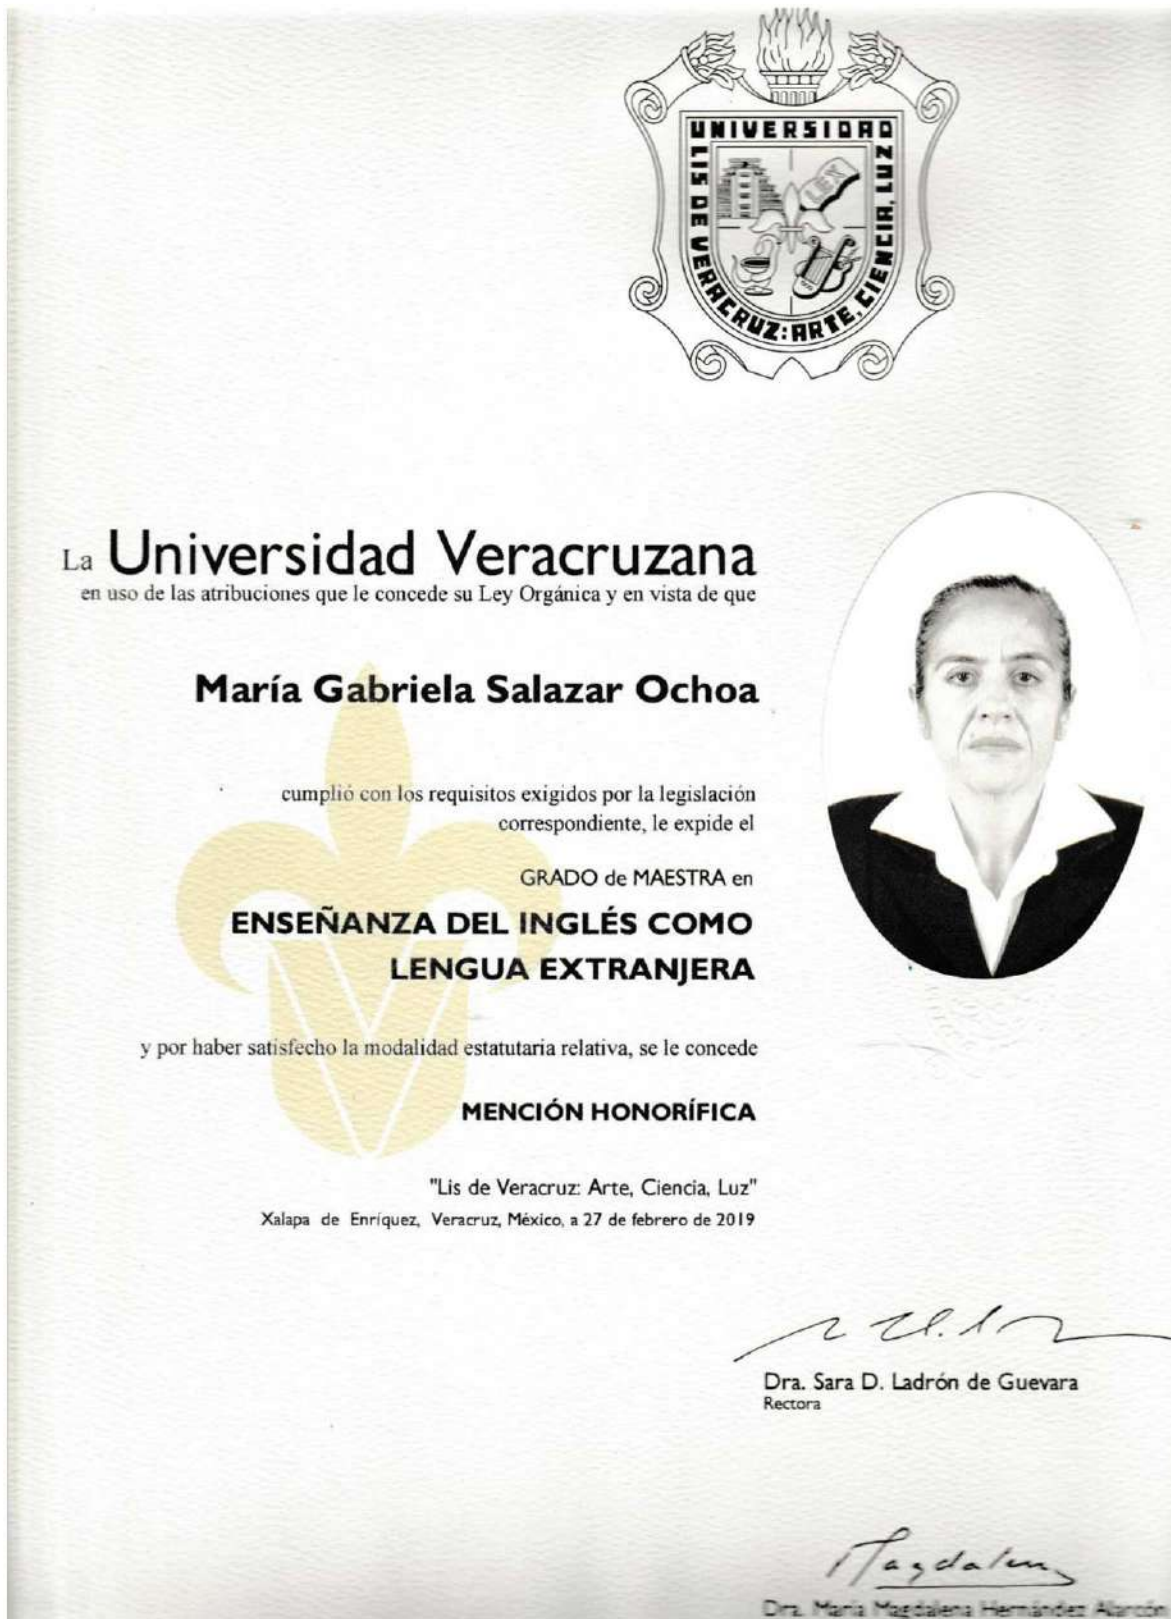 UNIVERSIDAD
LIS DE VERACRUZ: ARTE, CIENCIA, LUZ
LEX
La Universidad Veracruzana
en uso de las atribuciones que le concede su Ley Orgánica y en vista de que
María Gabriela Salazar Ochoa
cumplió con los requisitos exigidos por la legislación
correspondiente, le expide el
GRADO de MAESTRA en
ENSEÑANZA DEL INGLÉS COMO
LENGUA EXTRANJERA
y por haber satisfecho la modalidad estatutaria relativa, se le concede
MENCIÓN HONORÍFICA
"Lis de Veracruz: Arte, Ciencia, Luz"
Xalapa de Enríquez, Veracruz, México, a 27 de febrero de 2019
Dra. Sara D. Ladrón de Guevara
Rectora
Magdalena
Dra. María Magdalena Hernández Alarcón